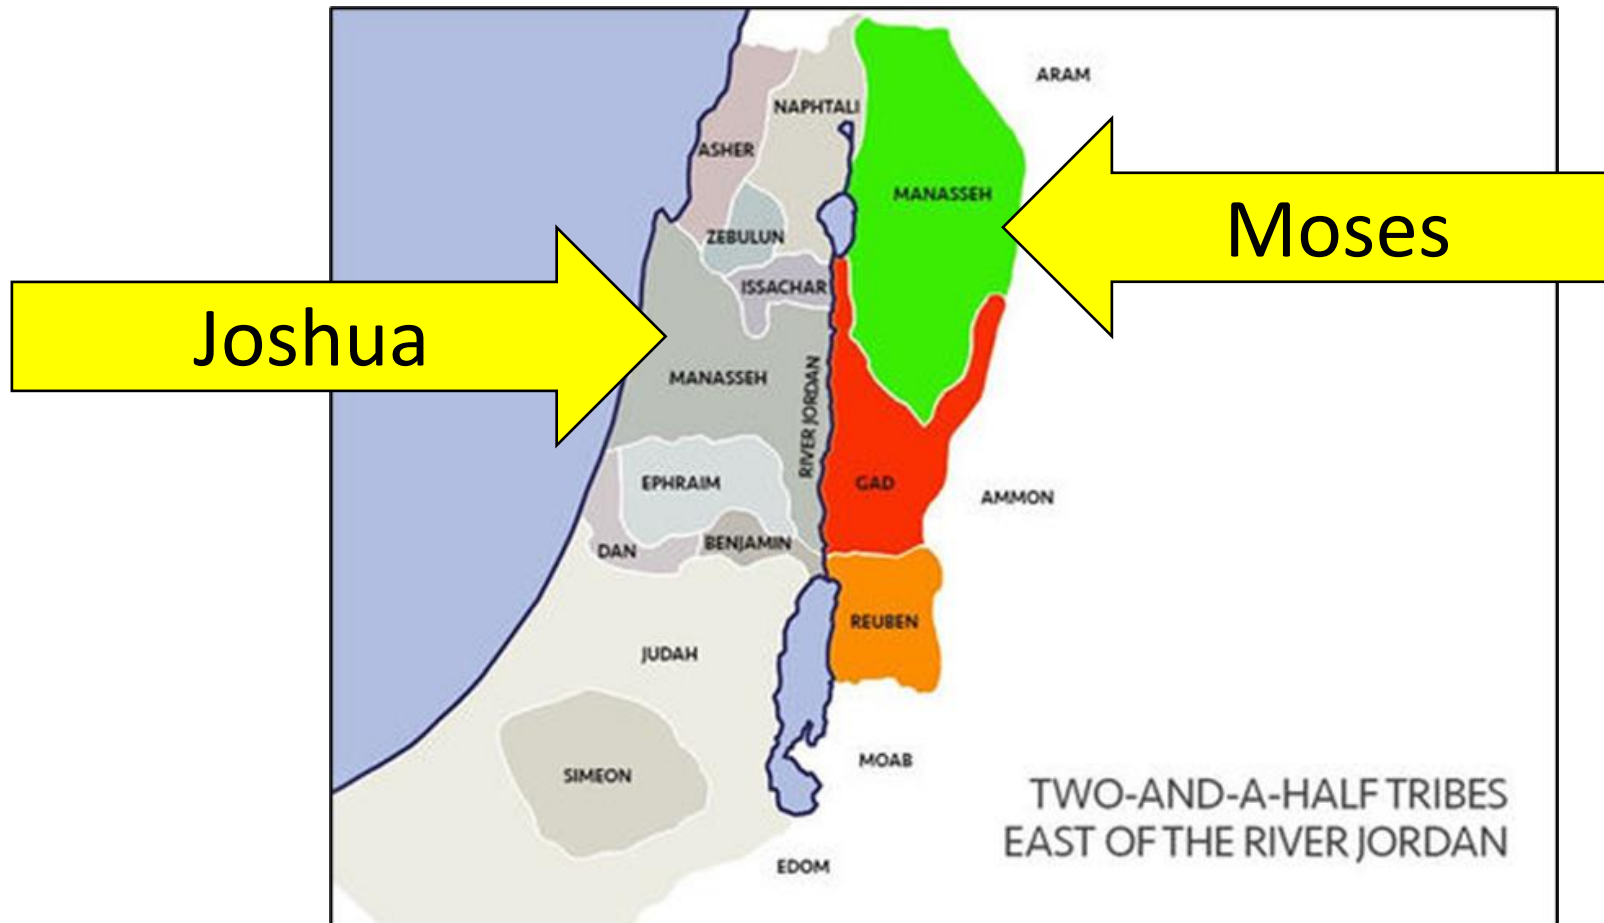 ARAM
NAPHTALI
ASHER
MANASSEH
Moses
ZEBULUN
ISSACHAR
Joshua
MANASSEH
RIVER JORDAN
EPHRAIM
GAD
AMMON
DAN
BENJAMIN
REUBEN
JUDAH
MOAB
SIMEON
TWO-AND-A-HALF TRIBES
EAST OF THE RIVER JORDAN
EDOM